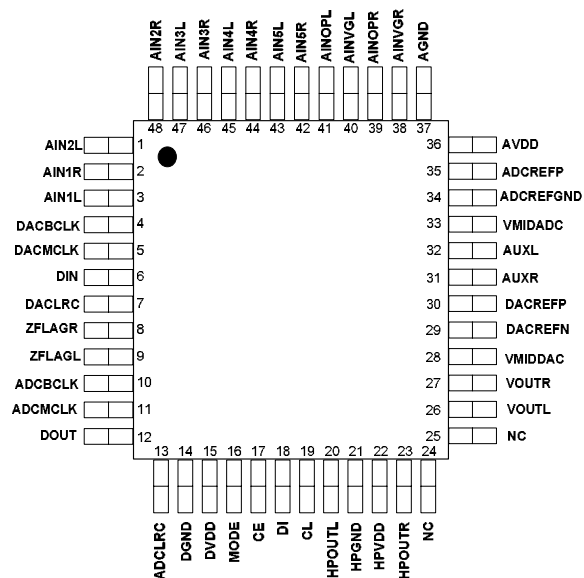 AIN2R AIN3L AIN3R AIN4L AIN4R AIN5L AIN5R AINOPL AINVGL AINOPR AINVGR AGND
48 47 46 45 44 43 42 41 40 39 38 37
AIN2L 1 36 AVDD
AIN1R 2 35 ADCREFP
AIN1L 3 34 ADCREFGND
DACBCLK 4 33 VMIDADC
DACMCLK 5 32 AUXL
DIN 6 31 AUXR
DACLRC 7 30 DACREFP
ZFLAGR 8 29 DACREFN
ZFLAGL 9 28 VMIDDAC
ADCBCLK 10 27 VOUTR
ADCMCLK 11 26 VOUTL
DOUT 12 25 NC
13 14 15 16 17 18 19 20 21 22 23 24
ADCLRC DGND DVDD MODE CE DI CL HPOUTL HPGND HPVDD HPOUTR NC